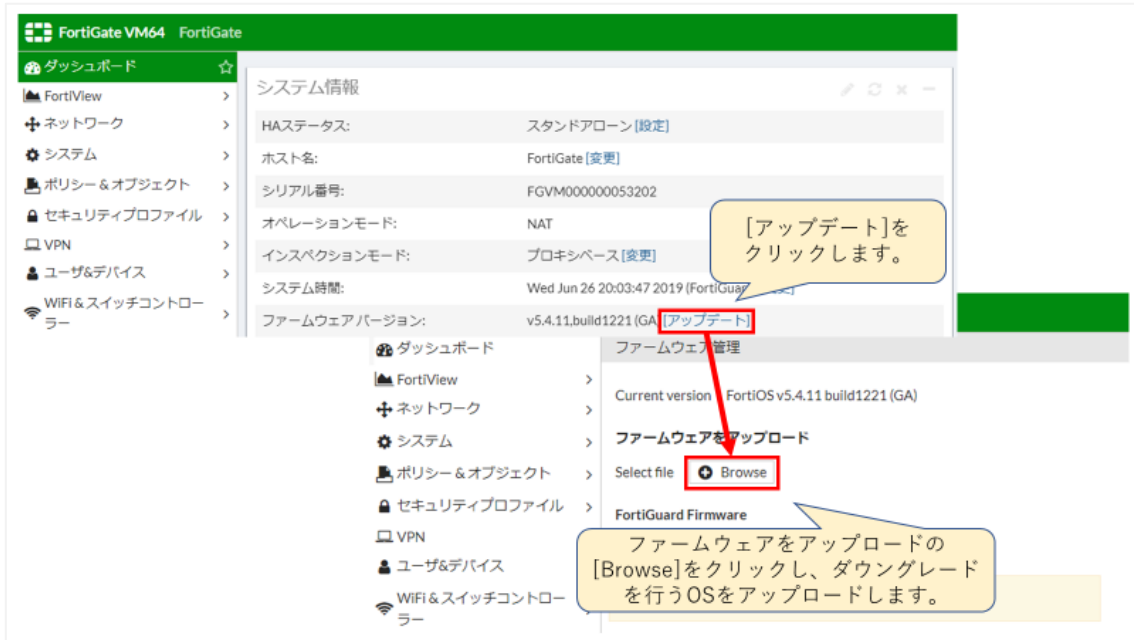 FortiGate VM64 FortiGate
ダッシュボード
FortiView
ネットワーク
システム
ポリシー & オブジェクト
セキュリティプロファイル
VPN
ユーザ&デバイス
WiFi & スイッチコントロー
ラー
システム情報
HAステータス: スタンドアローン [設定]
ホスト名: FortiGate [変更]
シリアル番号: FGVM000000053202
オペレーションモード: NAT
インスペクションモード: プロキシベース [変更]
システム時間: Wed Jun 26 20:03:47 2019 (FortiGuar
ファームウェアバージョン: v5.4.11,build1221 (GA) [アップデート]
[アップデート]を
クリックします。
ダッシュボード
FortiView
ネットワーク
システム
ポリシー & オブジェクト
セキュリティプロファイル
VPN
ユーザ&デバイス
WiFi & スイッチコントロー
ラー
ファームウェア管理
Current version FortiOS v5.4.11 build1221 (GA)
ファームウェアをアップロード
Select file Browse
FortiGuard Firmware
ファームウェアをアップロードの
[Browse]をクリックし、ダウングレード
を行うOSをアップロードします。